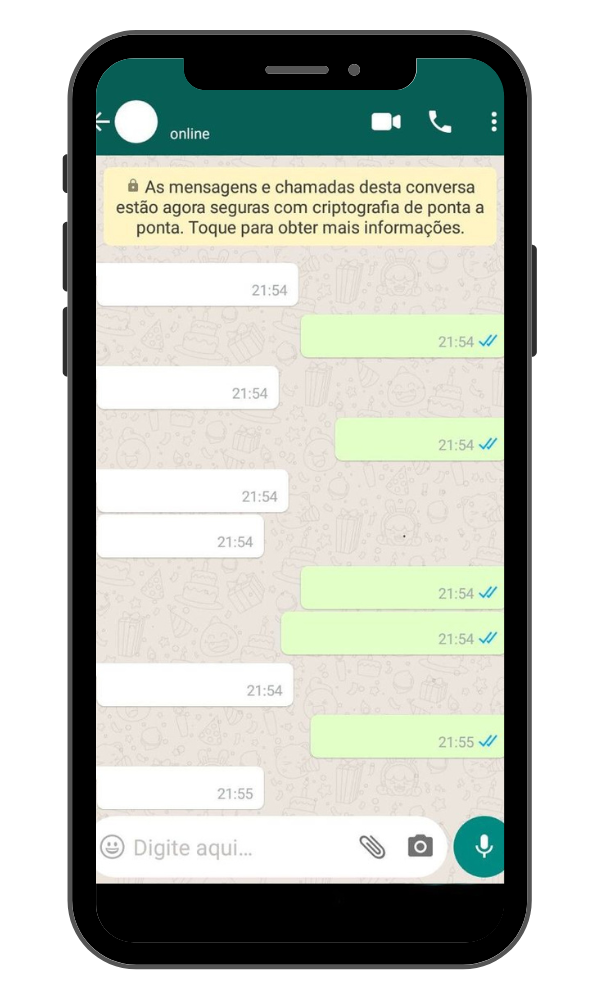 online
As mensagens e chamadas desta conversa
estão agora seguras com criptografia de ponta a
ponta. Toque para obter mais informações.
21:54
21:54
21:54
21:54
21:54
21:54
21:54
21:54
21:54
21:55
21:55
Digite aqui...